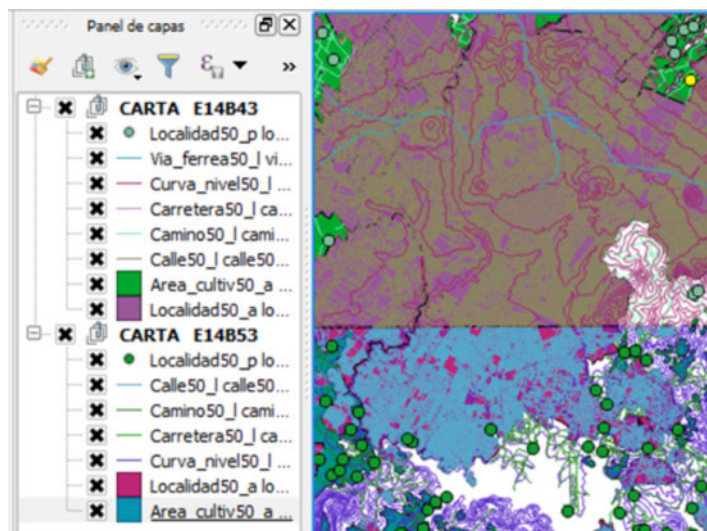 Panel de capas
»
CARTA E14B43
Localidad50_p lo...
Via_ferrea50_l vi...
Curva_nivel50_l ...
Carretera50_l ca...
Camino50_l cami...
Calle50_l calle50...
Area_cultiv50_a ...
Localidad50_a lo...
CARTA E14B53
Localidad50_p lo...
Calle50_l calle50...
Camino50_l cami...
Carretera50_l ca...
Curva_nivel50_l ...
Localidad50_a lo...
Area_cultiv50_a ...